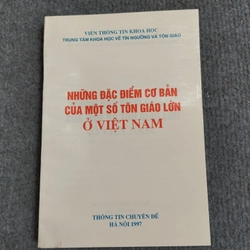 VIỆN THÔNG TIN KHOA HỌC
TRUNG TÂM KHOA HỌC VỀ TÍN NGƯỠNG VÀ TÔN GIÁO
NHỮNG ĐẶC ĐIỂM CƠ BẢN
CỦA MỘT SỐ TÔN GIÁO LỚN
Ở VIỆT NAM
THÔNG TIN CHUYÊN ĐỀ
HÀ NỘI 1997